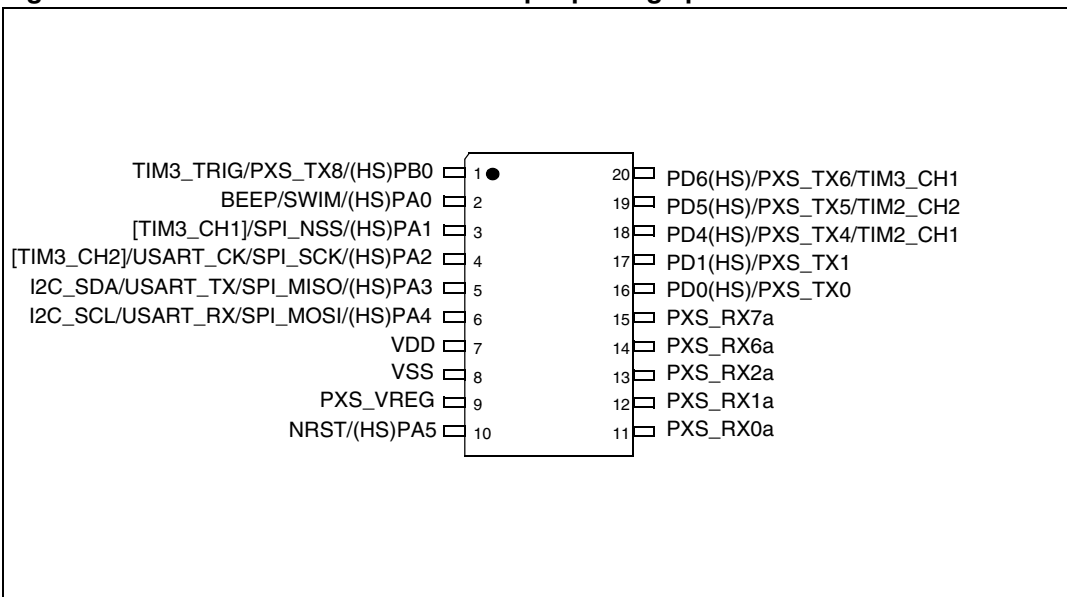 TIM3_TRIG/PXS_TX8/(HS)PB0 1
BEEP/SWIM/(HS)PA0 2
[TIM3_CH1]/SPI_NSS/(HS)PA1 3
[TIM3_CH2]/USART_CK/SPI_SCK/(HS)PA2 4
I2C_SDA/USART_TX/SPI_MISO/(HS)PA3 5
I2C_SCL/USART_RX/SPI_MOSI/(HS)PA4 6
VDD 7
VSS 8
PXS_VREG 9
NRST/(HS)PA5 10
20 PD6(HS)/PXS_TX6/TIM3_CH1
19 PD5(HS)/PXS_TX5/TIM2_CH2
18 PD4(HS)/PXS_TX4/TIM2_CH1
17 PD1(HS)/PXS_TX1
16 PD0(HS)/PXS_TX0
15 PXS_RX7a
14 PXS_RX6a
13 PXS_RX2a
12 PXS_RX1a
11 PXS_RX0a